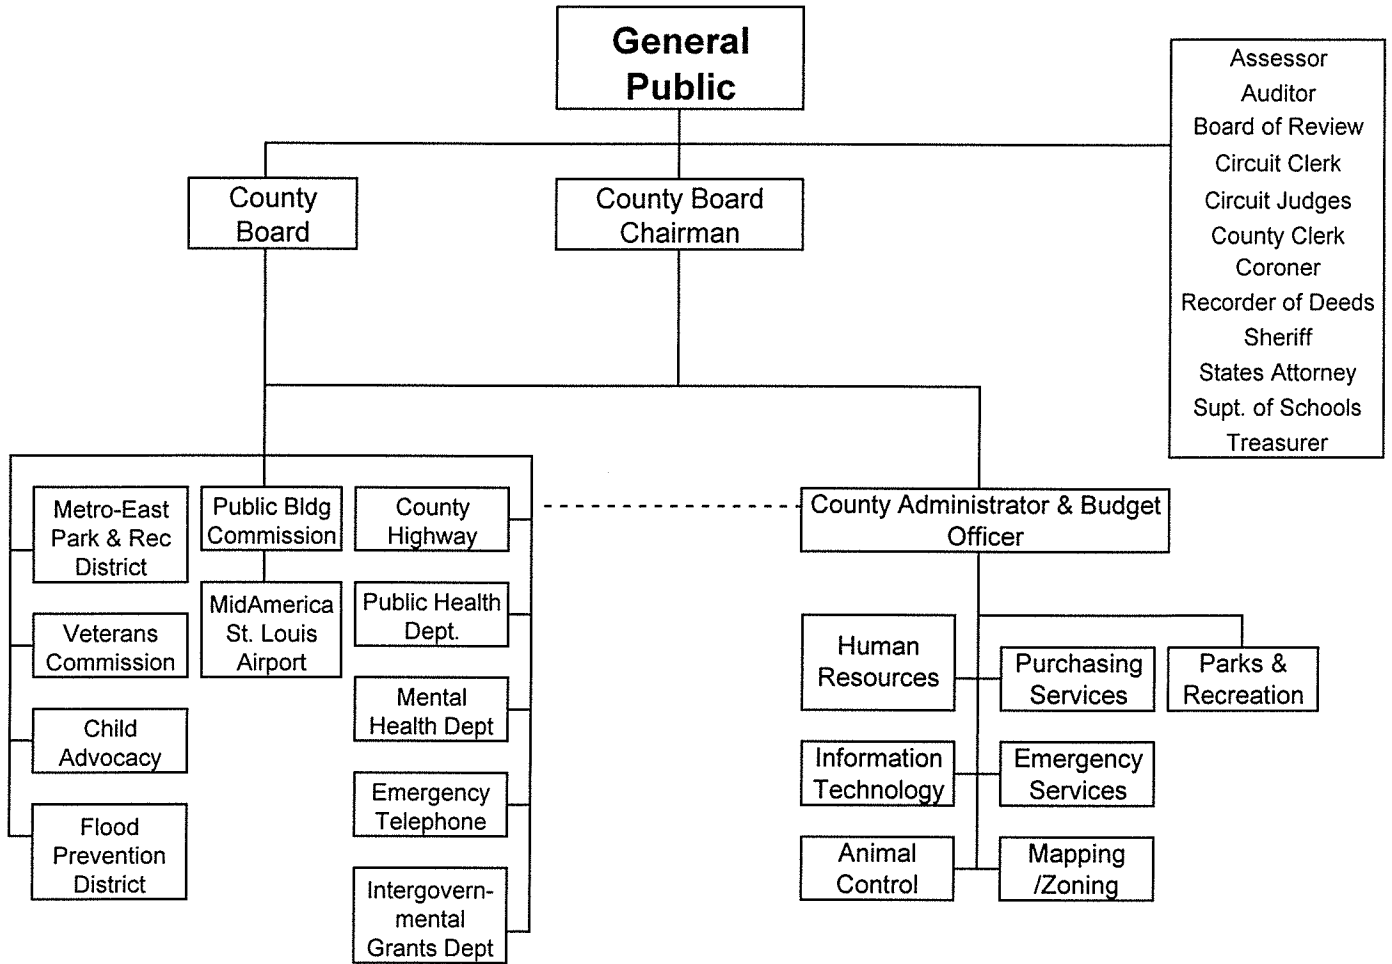 General
Public
Assessor
Auditor
Board of Review
Circuit Clerk
Circuit Judges
County Clerk
Coroner
Recorder of Deeds
Sheriff
States Attorney
Supt. of Schools
Treasurer
County
Board
County Board
Chairman
Metro-East
Park & Rec
District
Public Bldg
Commission
County
Highway
County Administrator & Budget
Officer
Veterans
Commission
MidAmerica
St. Louis
Airport
Public Health
Dept.
Human
Resources
Purchasing
Services
Parks &
Recreation
Child
Advocacy
Mental
Health Dept
Information
Technology
Emergency
Services
Flood
Prevention
District
Emergency
Telephone
Animal
Control
Mapping
/Zoning
Intergovern-
mental
Grants Dept